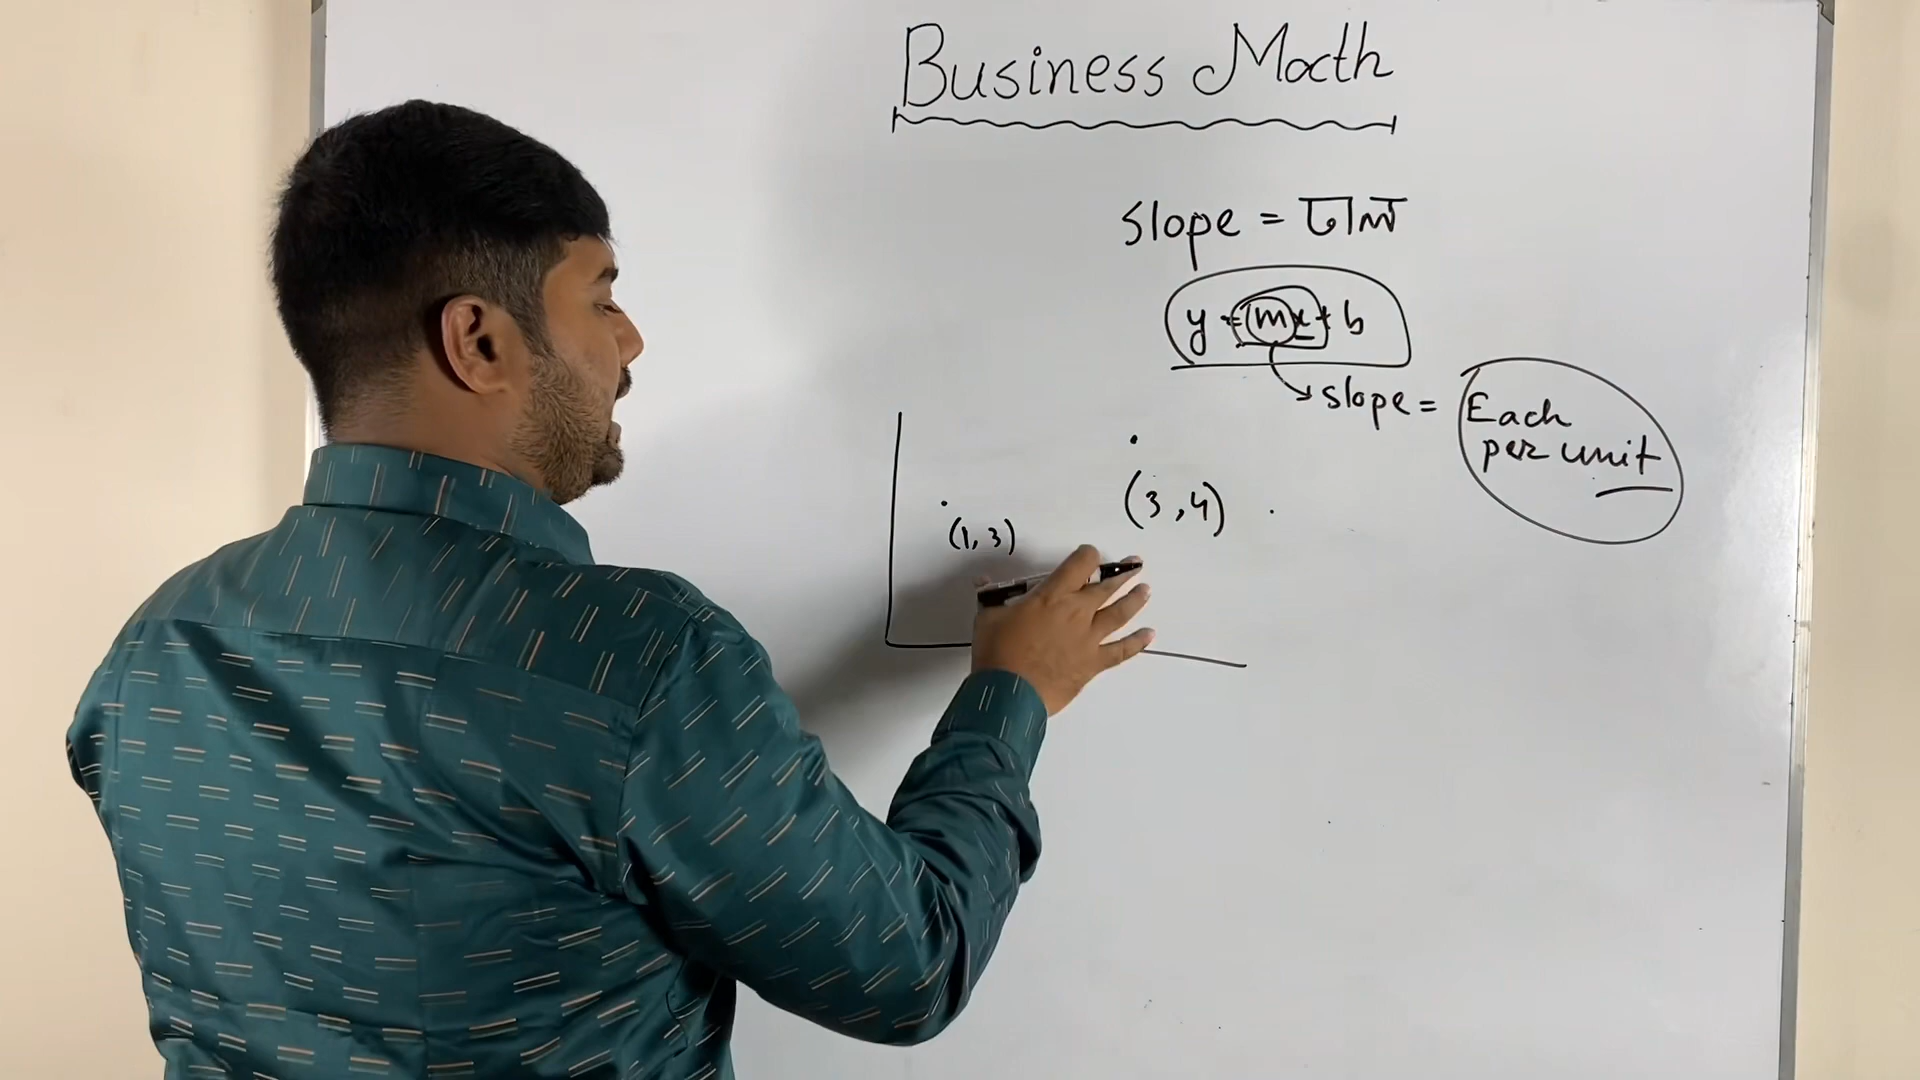 Business Math
slope = ঢাল
y = mx + b
slope = Each per unit
(3,4)
(1,3)